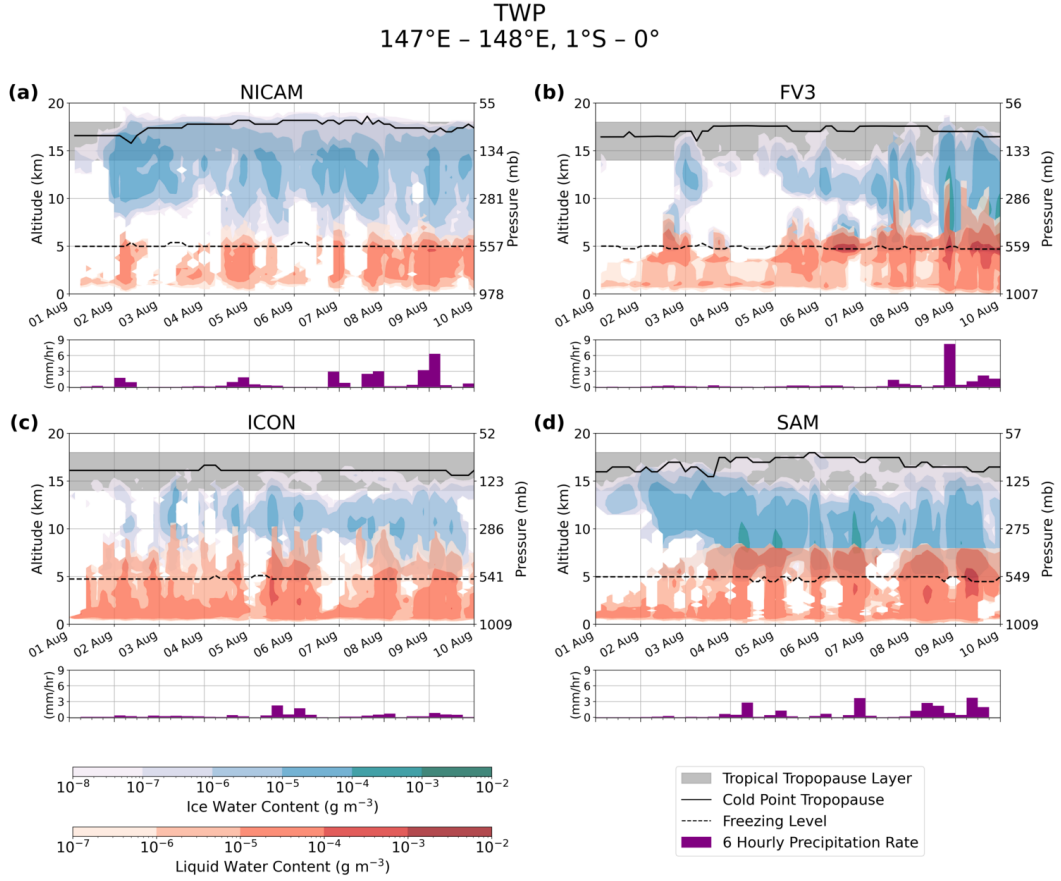 TWP
147°E – 148°E, 1°S – 0°
(a)
NICAM
Altitude (km)
20
15
10
5
0
55
134
281
557
978
Pressure (mb)
01 Aug
02 Aug
03 Aug
04 Aug
05 Aug
06 Aug
07 Aug
08 Aug
09 Aug
10 Aug
(mm/hr)
9
6
3
0
(b)
FV3
Altitude (km)
20
15
10
5
0
56
133
286
559
1007
Pressure (mb)
01 Aug
02 Aug
03 Aug
04 Aug
05 Aug
06 Aug
07 Aug
08 Aug
09 Aug
10 Aug
(mm/hr)
9
6
3
0
(c)
ICON
Altitude (km)
20
15
10
5
0
52
123
286
541
1009
Pressure (mb)
01 Aug
02 Aug
03 Aug
04 Aug
05 Aug
06 Aug
07 Aug
08 Aug
09 Aug
10 Aug
(mm/hr)
9
6
3
0
(d)
SAM
Altitude (km)
20
15
10
5
0
57
125
275
549
1009
Pressure (mb)
01 Aug
02 Aug
03 Aug
04 Aug
05 Aug
06 Aug
07 Aug
08 Aug
09 Aug
10 Aug
(mm/hr)
9
6
3
0
10⁻⁸ 10⁻⁷ 10⁻⁶ 10⁻⁵ 10⁻⁴ 10⁻³ 10⁻²
Ice Water Content (g m⁻³)
10⁻⁷ 10⁻⁶ 10⁻⁵ 10⁻⁴ 10⁻³ 10⁻²
Liquid Water Content (g m⁻³)
Tropical Tropopause Layer
Cold Point Tropopause
Freezing Level
6 Hourly Precipitation Rate